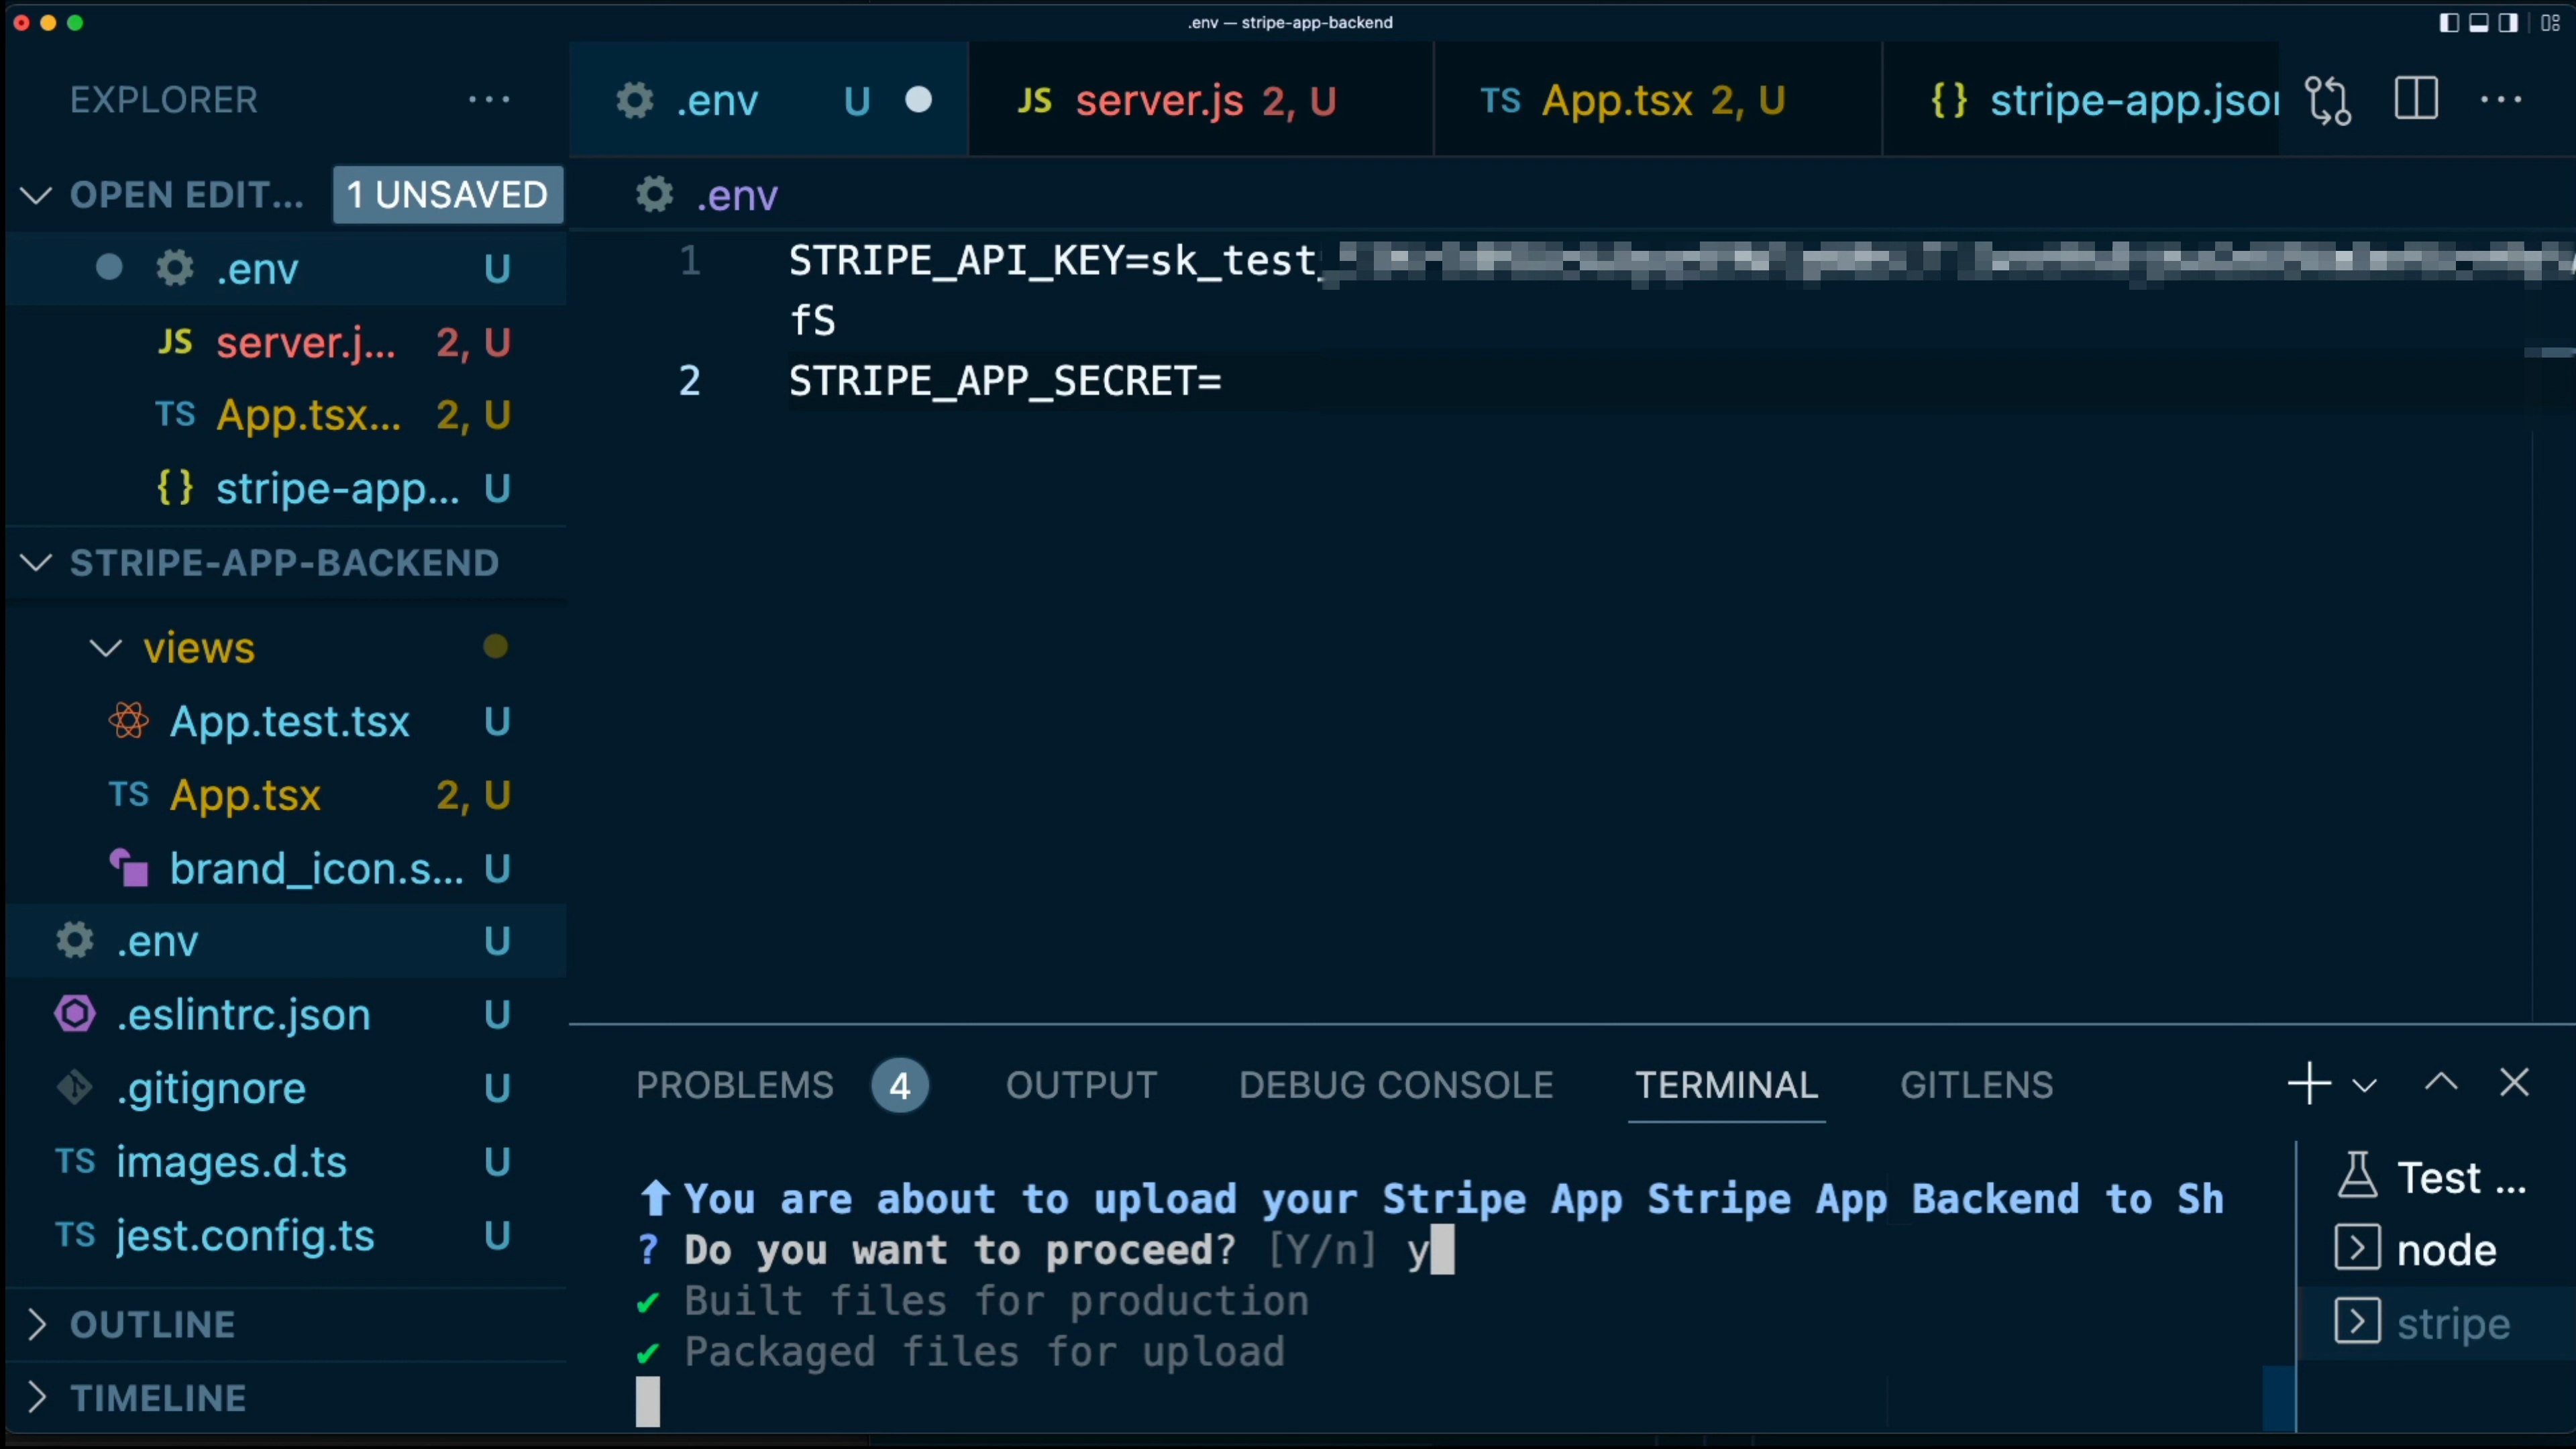 .env — stripe-app-backend
EXPLORER
.env U
JS server.js 2, U
TS App.tsx 2, U
{} stripe-app.json
OPEN EDIT... 1 UNSAVED
.env
.env U
JS server.j... 2, U
TS App.tsx... 2, U
{} stripe-app... U
1 STRIPE_API_KEY=sk_test_
fS
2 STRIPE_APP_SECRET=
STRIPE-APP-BACKEND
views
App.test.tsx U
TS App.tsx 2, U
brand_icon.s... U
.env U
.eslintrc.json U
.gitignore U
TS images.d.ts U
TS jest.config.ts U
OUTLINE
TIMELINE
PROBLEMS 4 OUTPUT DEBUG CONSOLE TERMINAL GITLENS
You are about to upload your Stripe App Stripe App Backend to Sh
? Do you want to proceed? [Y/n] y
✔ Built files for production
✔ Packaged files for upload
Test ...
node
stripe